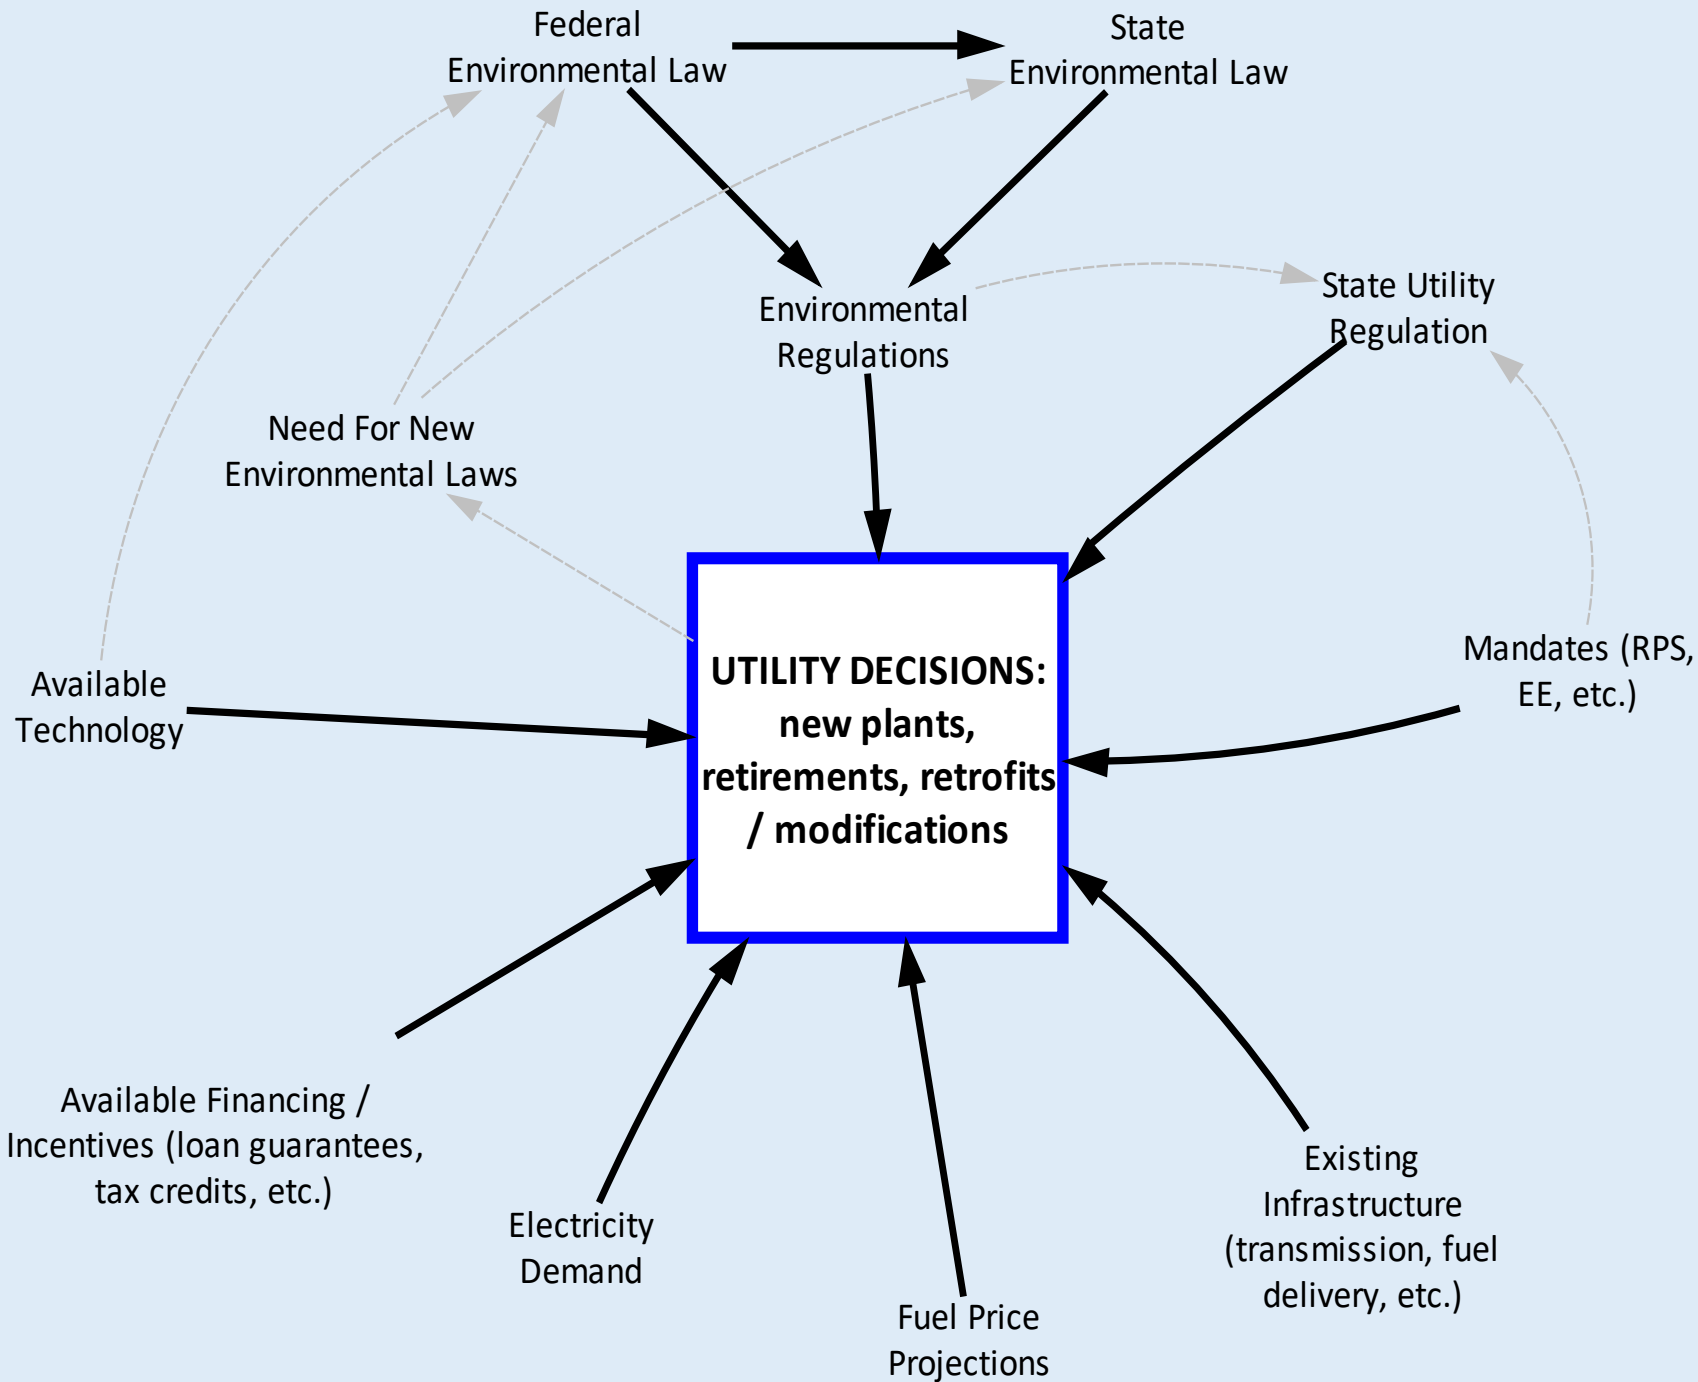 Federal
Environmental Law
State
Environmental Law
Environmental
Regulations
State Utility
Regulation
Need For New
Environmental Laws
UTILITY DECISIONS:
new plants,
retirements, retrofits
/ modifications
Available
Technology
Mandates (RPS,
EE, etc.)
Available Financing /
Incentives (loan guarantees,
tax credits, etc.)
Electricity
Demand
Fuel Price
Projections
Existing
Infrastructure
(transmission, fuel
delivery, etc.)